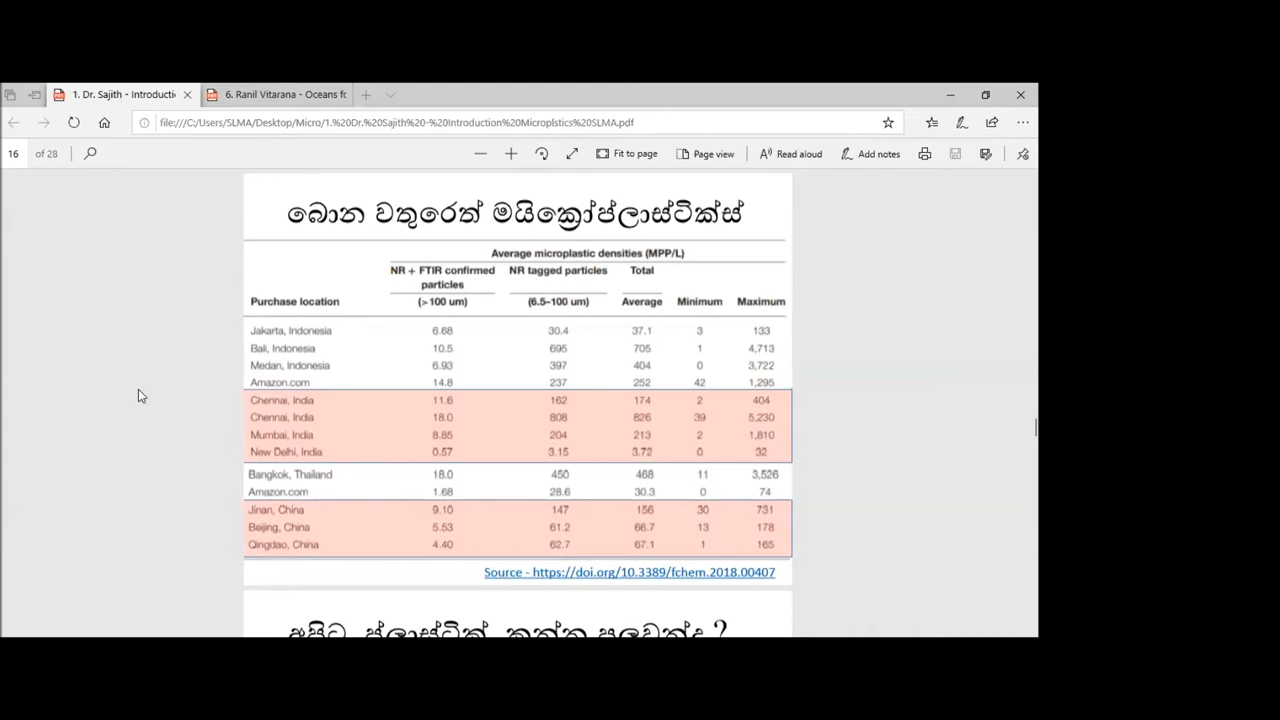 1. Dr. Sajith - Introducti
6. Ranil Vitarana - Oceans fo
file:///C:/Users/SLMA/Desktop/Micro/1.%20Dr.%20Sajith%20-%20Introduction%20Microplstics%20SLMA.pdf
16 of 28 Fit to page Page view Read aloud Add notes
බොන වතුරෙත් මයික්‍රෝප්ලාස්ටික්ස්
Average microplastic densities (MPP/L)
NR + FTIR confirmed particles NR tagged particles Total
Purchase location (>100 um) (6.5–100 um) Average Minimum Maximum
Jakarta, Indonesia 6.68 30.4 37.1 3 133
Bali, Indonesia 10.5 695 705 1 4,713
Medan, Indonesia 6.93 397 404 0 3,722
Amazon.com 14.8 237 252 42 1,295
Chennai, India 11.6 162 174 2 404
Chennai, India 18.0 808 826 39 5,230
Mumbai, India 8.85 204 213 2 1,810
New Delhi, India 0.57 3.15 3.72 0 32
Bangkok, Thailand 18.0 450 468 11 3,526
Amazon.com 1.68 28.6 30.3 0 74
Jinan, China 9.10 147 156 30 731
Beijing, China 5.53 61.2 66.7 13 178
Qingdao, China 4.40 62.7 67.1 1 165
Source - https://doi.org/10.3389/fchem.2018.00407
අපිට ප්ලාස්ටික් කන්න පුලුවන්ද ?